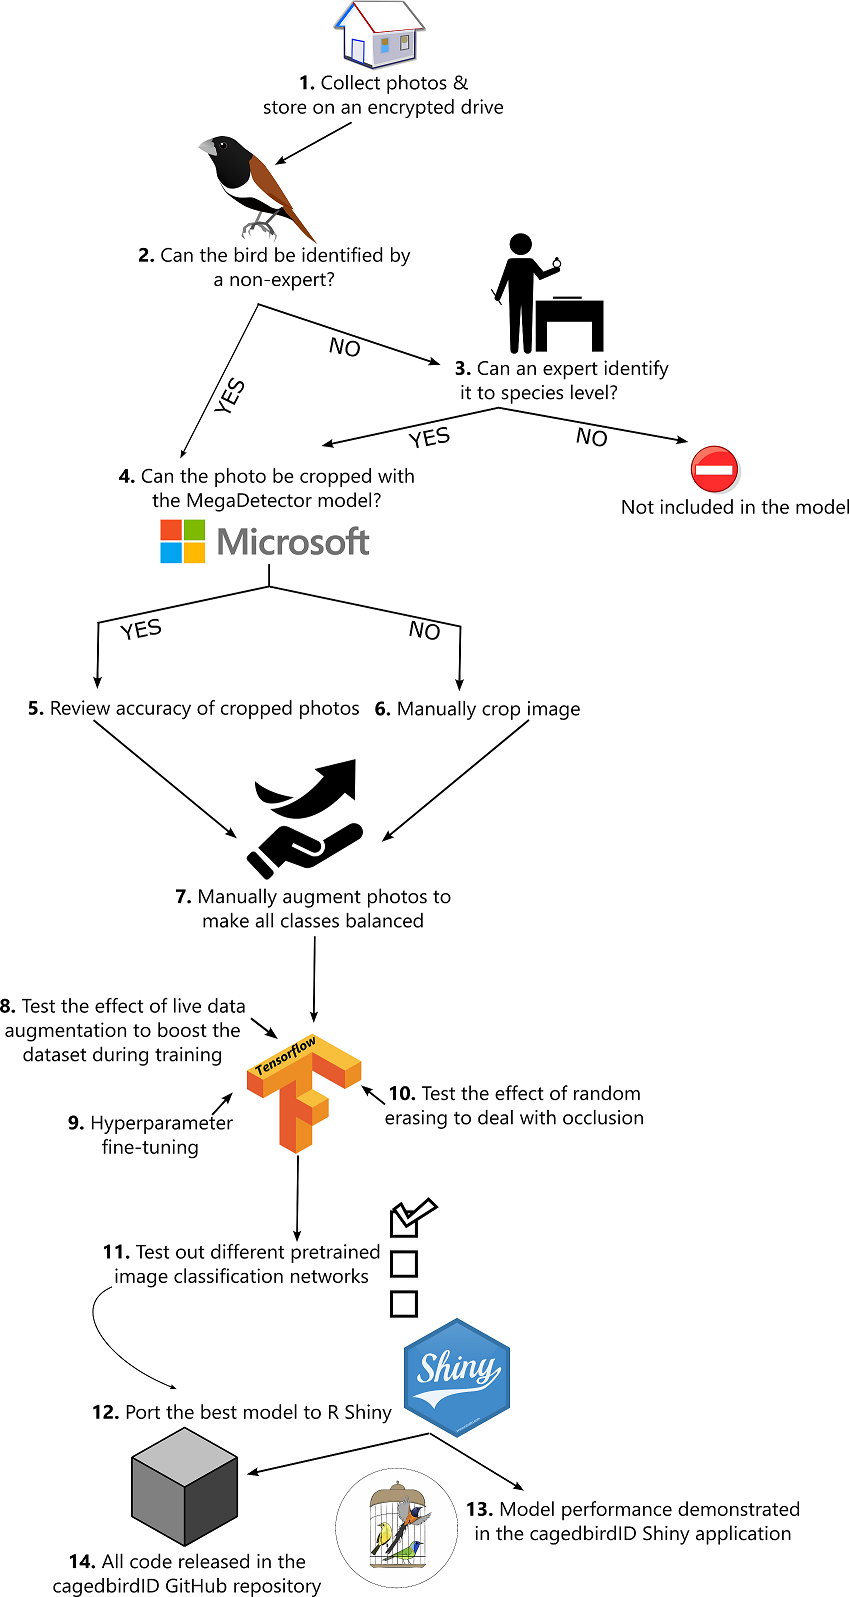 1. Collect photos &
store on an encrypted drive
2. Can the bird be identified by
a non-expert?
NO
YES
3. Can an expert identify
it to species level?
YES
NO
4. Can the photo be cropped with
the MegaDetector model?
Not included in the model
Microsoft
YES
NO
5. Review accuracy of cropped photos
6. Manually crop image
7. Manually augment photos to
make all classes balanced
8. Test the effect of live data
augmentation to boost the
dataset during training
Tensorflow
9. Hyperparameter
fine-tuning
10. Test the effect of random
erasing to deal with occlusion
11. Test out different pretrained
image classification networks
Shiny
12. Port the best model to R Shiny
13. Model performance demonstrated
in the cagedbirdID Shiny application
14. All code released in the
cagedbirdID GitHub repository